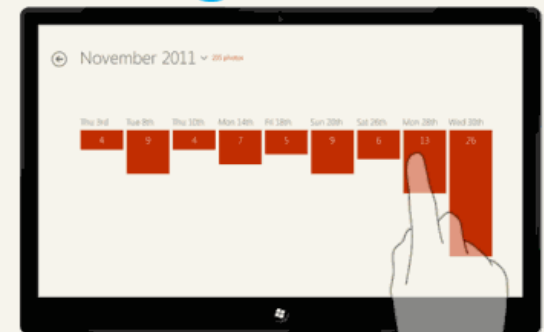 November 2011
Thu 3rd Tue 8th Thu 10th Mon 14th Fri 18th Sun 20th Sat 26th Mon 28th Wed 30th
4 9 4 7 5 9 6 13 26